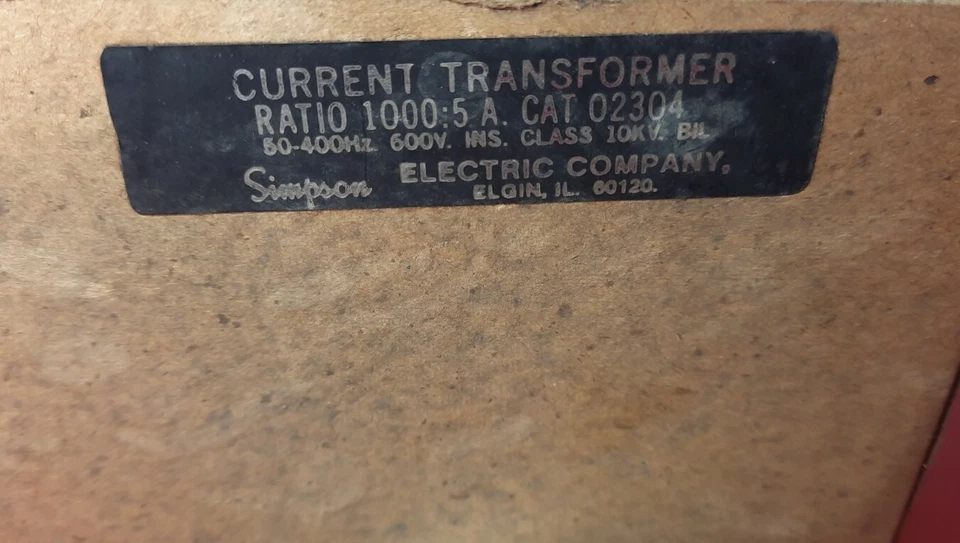 CURRENT TRANSFORMER
RATIO 1000:5 A. CAT 02304
50-400Hz. 600V. INS. CLASS 10KV. BIL
Simpson ELECTRIC COMPANY,
ELGIN, IL. 60120.